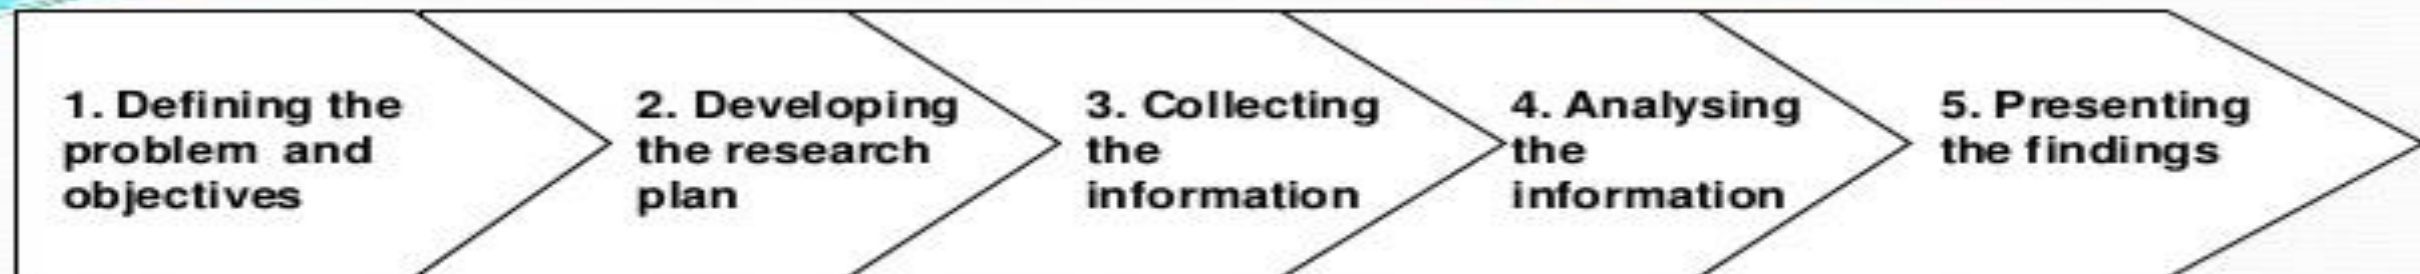 1. Defining the
problem and
objectives
2. Developing
the research
plan
3. Collecting
the
information
4. Analysing
the
information
5. Presenting
the findings